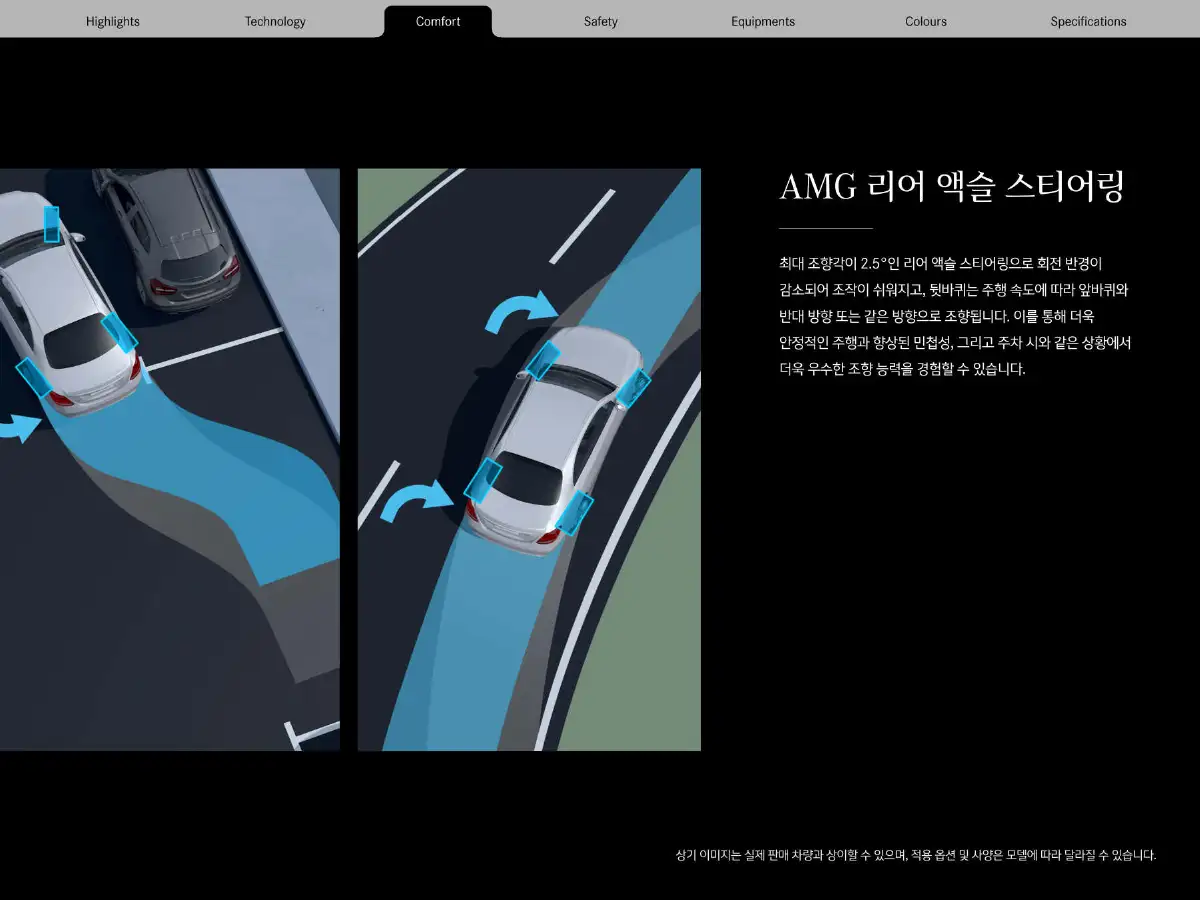 Highlights
Technology
Comfort
Safety
Equipments
Colours
Specifications
AMG 리어 액슬 스티어링
최대 조향각이 2.5°인 리어 액슬 스티어링으로 회전 반경이
감소되어 조작이 쉬워지고, 뒷바퀴는 주행 속도에 따라 앞바퀴와
반대 방향 또는 같은 방향으로 조향됩니다. 이를 통해 더욱
안정적인 주행과 향상된 민첩성, 그리고 주차 시와 같은 상황에서
더욱 우수한 조향 능력을 경험할 수 있습니다.
상기 이미지는 실제 판매 차량과 상이할 수 있으며, 적용 옵션 및 사양은 모델에 따라 달라질 수 있습니다.